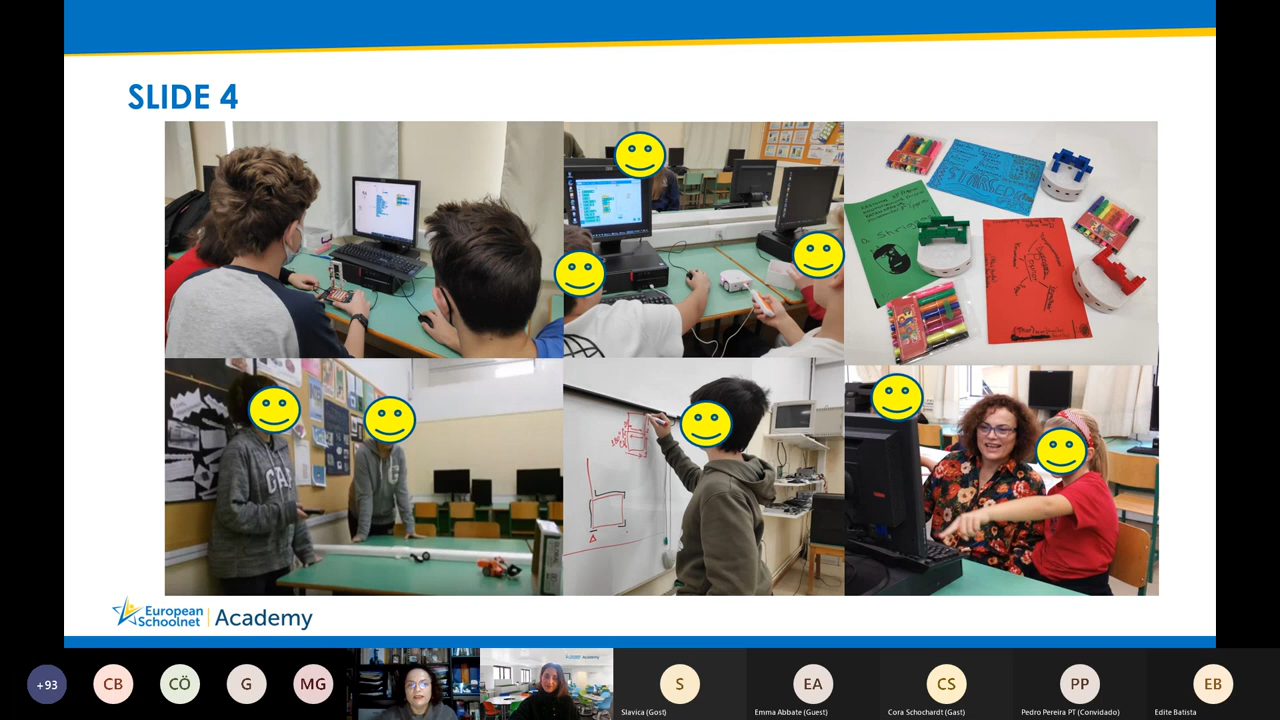 SLIDE 4
STARLEDGE
GAP
European
Schoolnet
Academy
+93
CB
CÖ
G
MG
S
EA
CS
PP
EB
Slavica (Gost)
Emma Abbate (Guest)
Cora Schochardt (Gast)
Pedro Pereira PT (Convidado)
Edite Batista